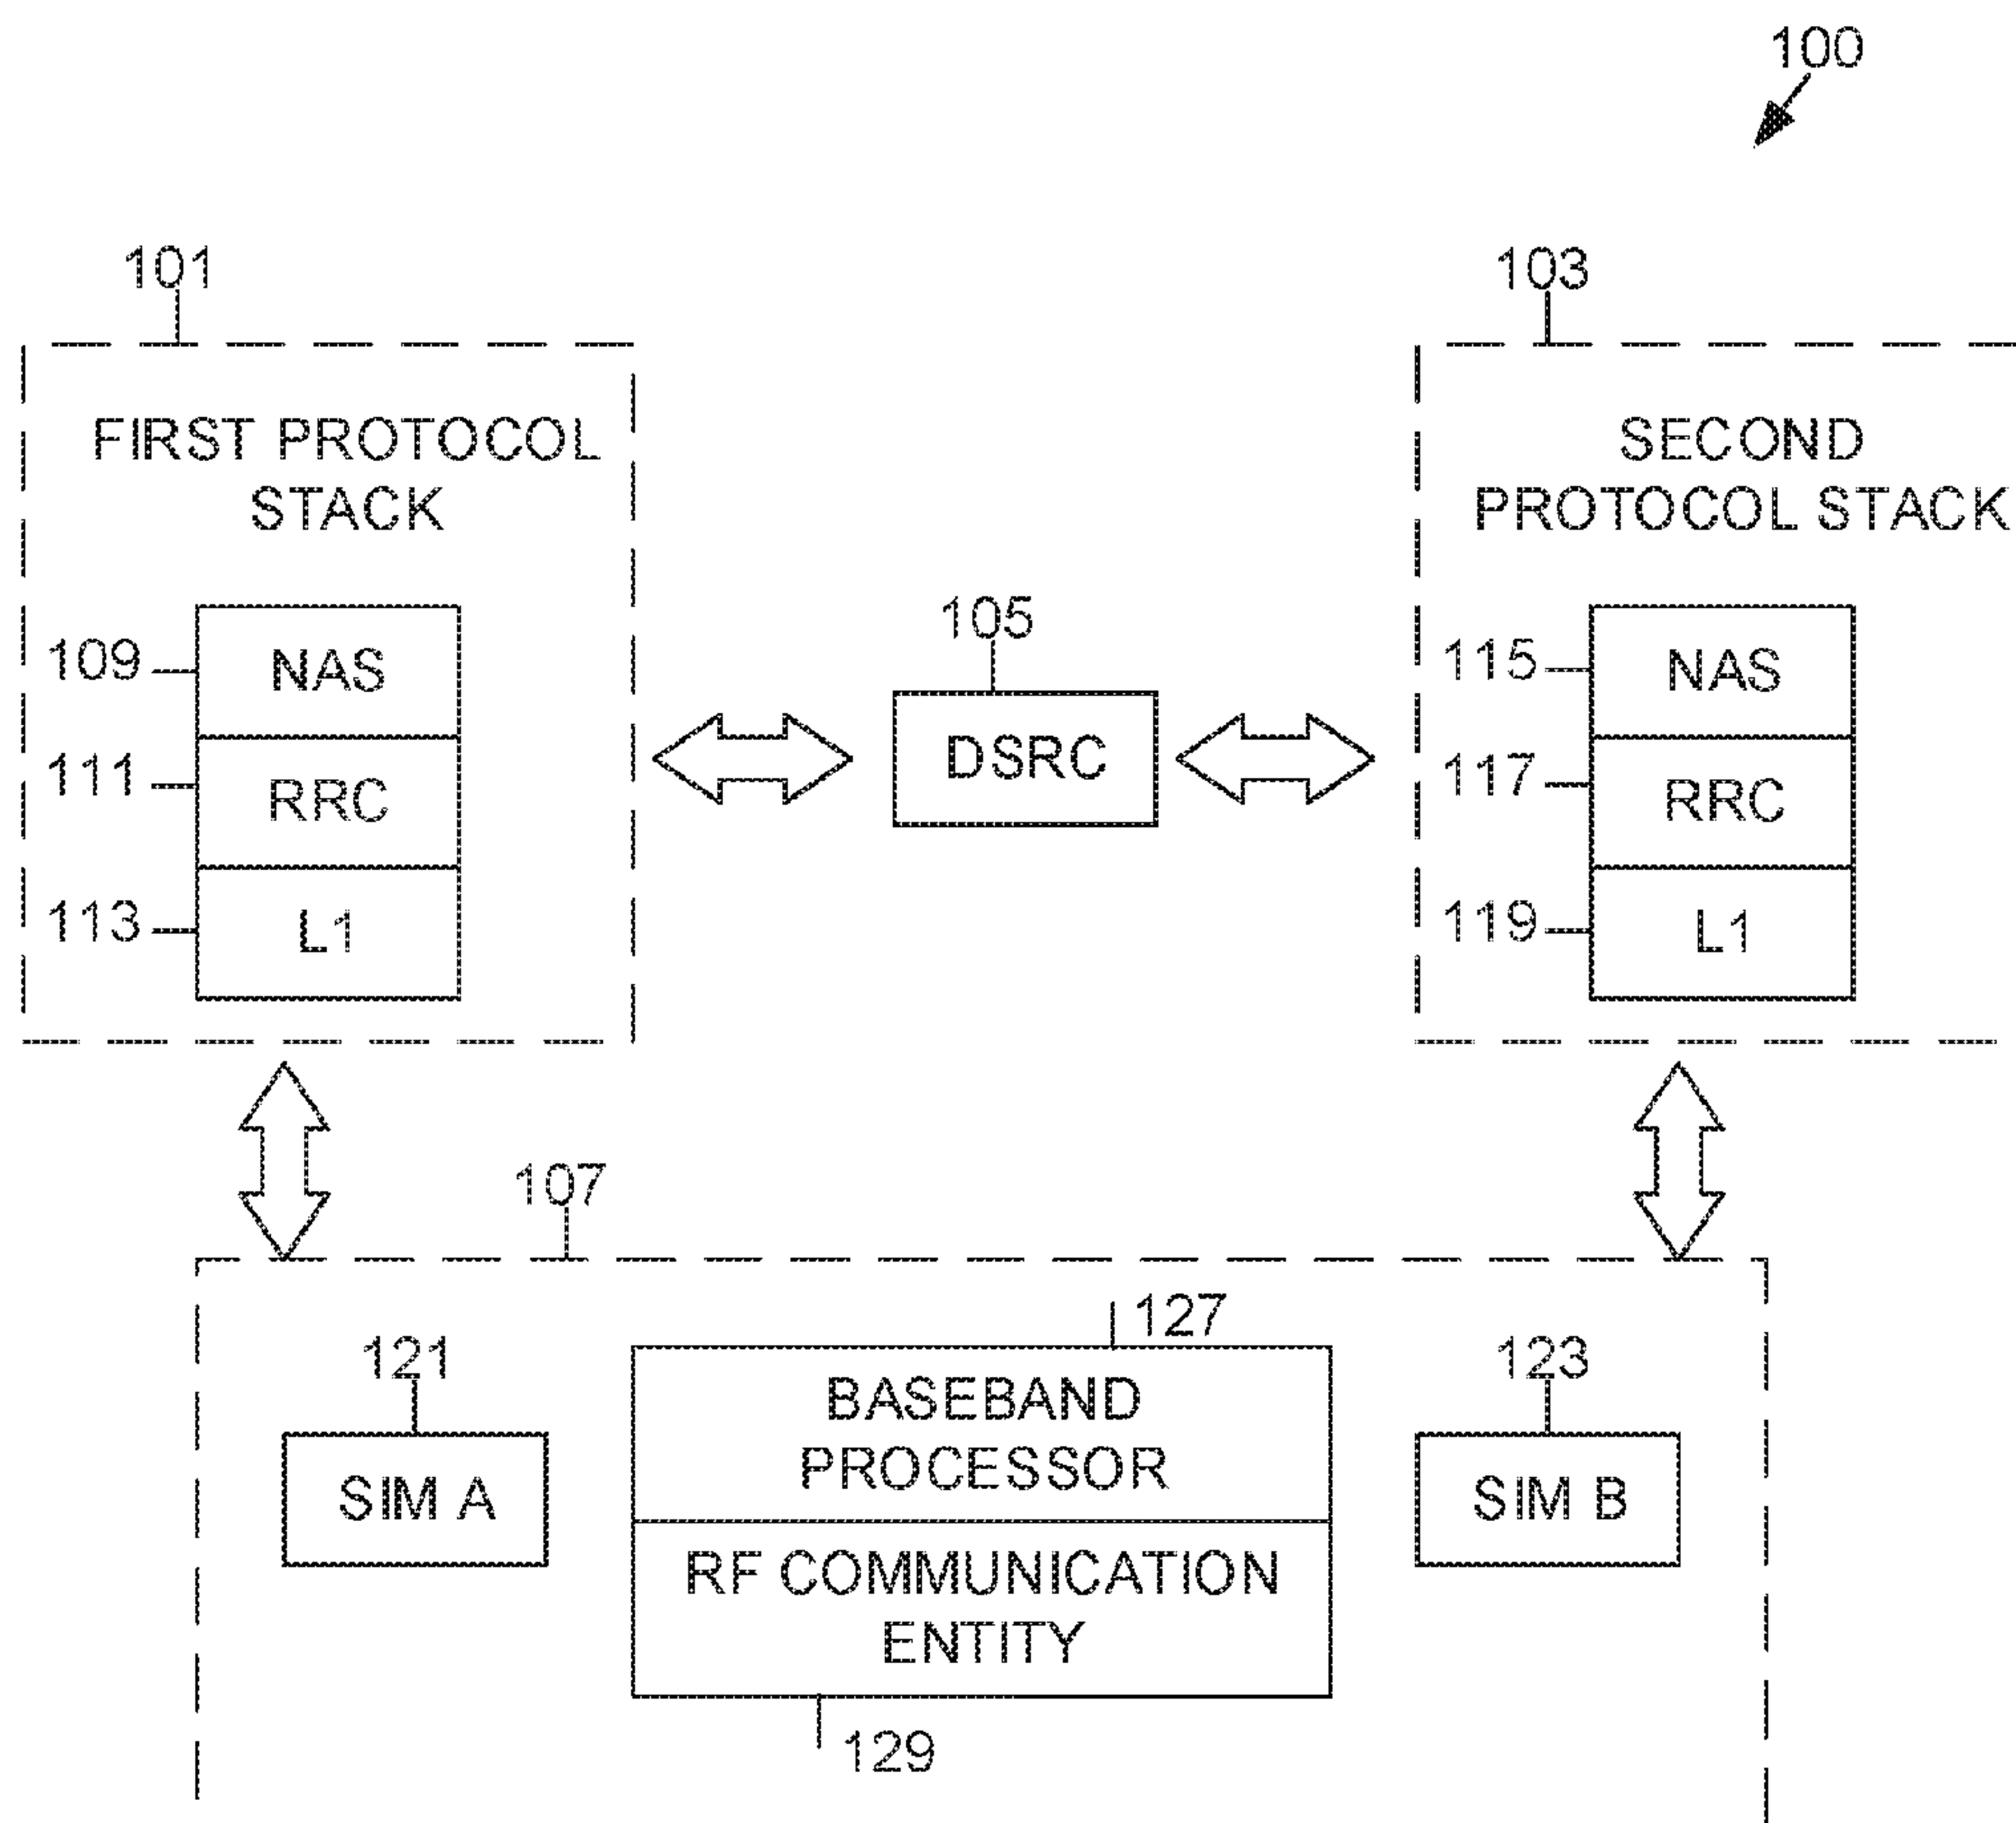 100
101
103
FIRST PROTOCOL
STACK
SECOND
PROTOCOL STACK
105
109
NAS
115
NAS
DSRC
111
RRC
117
RRC
113
L1
119
L1
107
127
121
123
BASEBAND
PROCESSOR
SIM A
SIM B
RF COMMUNICATION
ENTITY
129